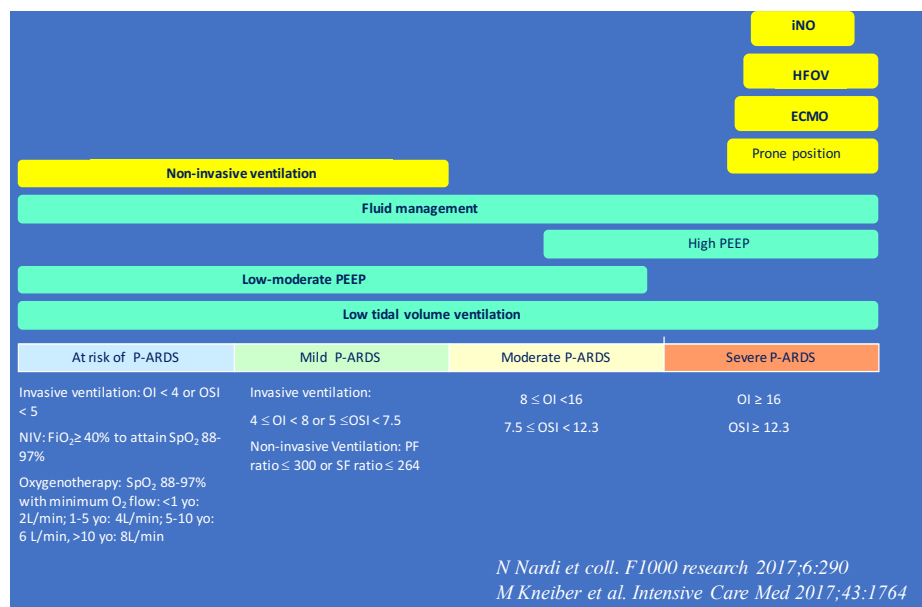 iNO
HFOV
ECMO
Prone position
Non-invasive ventilation
Fluid management
High PEEP
Low-moderate PEEP
Low tidal volume ventilation
At risk of P-ARDS
Mild P-ARDS
Moderate P-ARDS
Severe P-ARDS
Invasive ventilation: OI < 4 or OSI
< 5
NIV: FiO₂≥ 40% to attain SpO₂ 88-
97%
Oxygenotherapy: SpO₂ 88-97%
with minimum O₂ flow: <1 yo:
2L/min; 1-5 yo: 4L/min; 5-10 yo:
6 L/min, >10 yo: 8L/min
Invasive ventilation:
4 ≤ OI < 8 or 5 ≤OSI < 7.5
Non-invasive Ventilation: PF
ratio ≤ 300 or SF ratio ≤ 264
8 ≤ OI <16
7.5 ≤ OSI < 12.3
OI ≥ 16
OSI ≥ 12.3
N Nardi et coll. F1000 research 2017;6:290
M Kneiber et al. Intensive Care Med 2017;43:1764